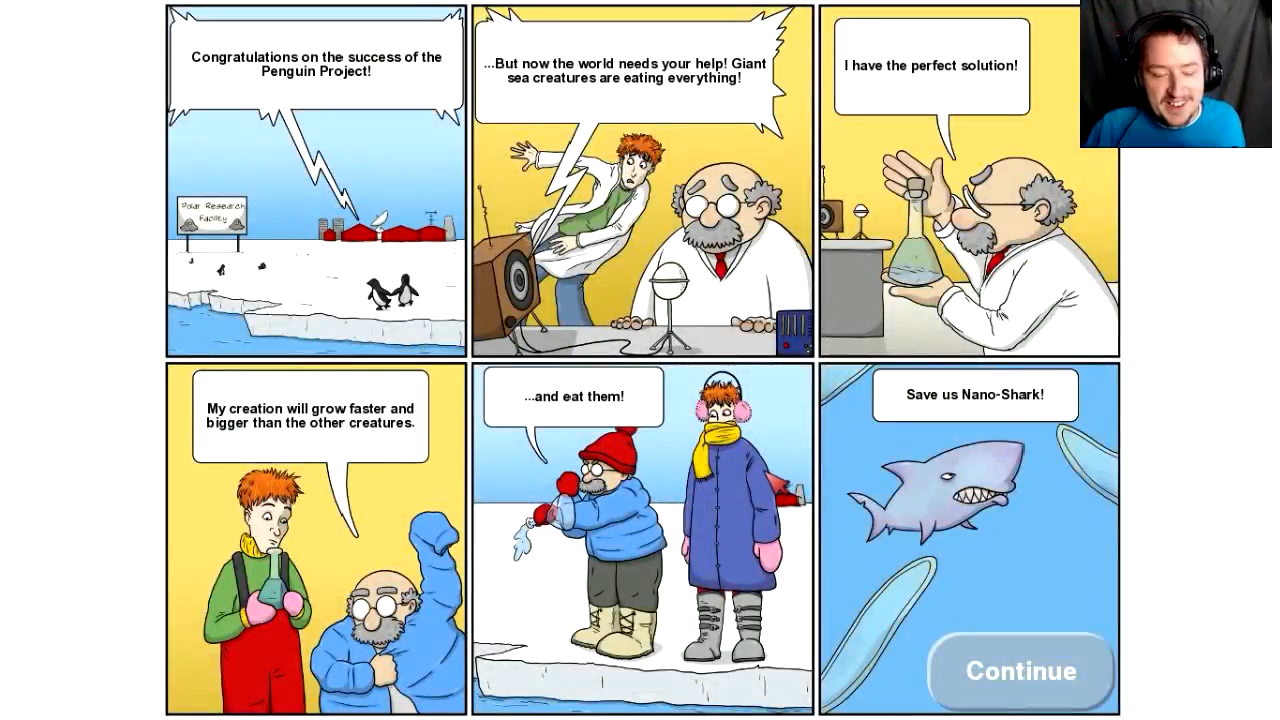 Congratulations on the success of the
Penguin Project!
...But now the world needs your help! Giant
sea creatures are eating everything!
I have the perfect solution!
Polar Research
Facility
My creation will grow faster and
bigger than the other creatures.
...and eat them!
Save us Nano-Shark!
Continue